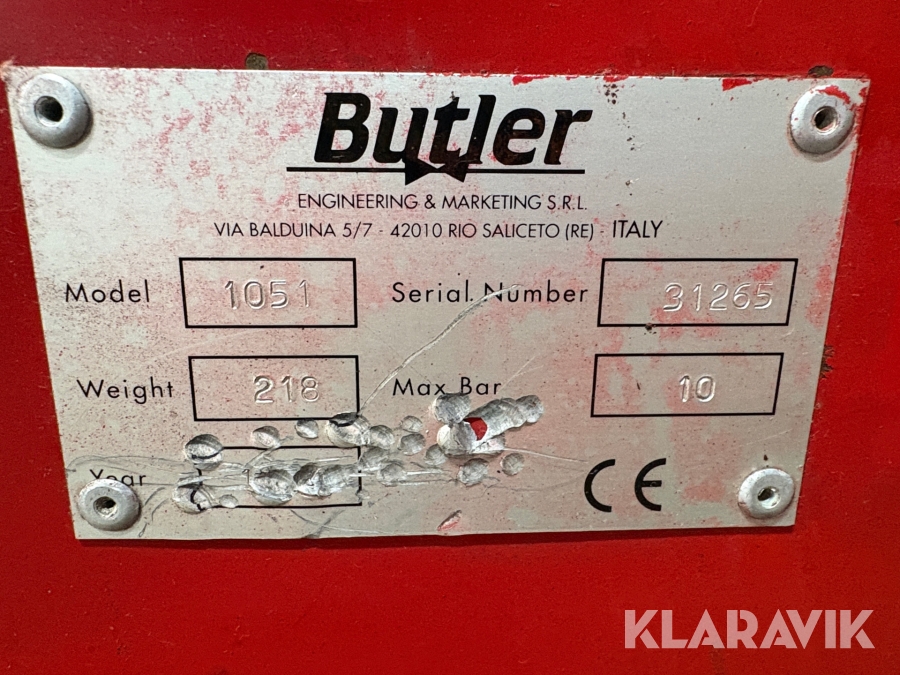 Butler
ENGINEERING & MARKETING S.R.L.
VIA BALDUINA 5/7 - 42010 RIO SALICETO (RE) - ITALY
Model 1051 Serial Number 31265
Weight 218 Max Bar 10
Year CE
KLARAVIK